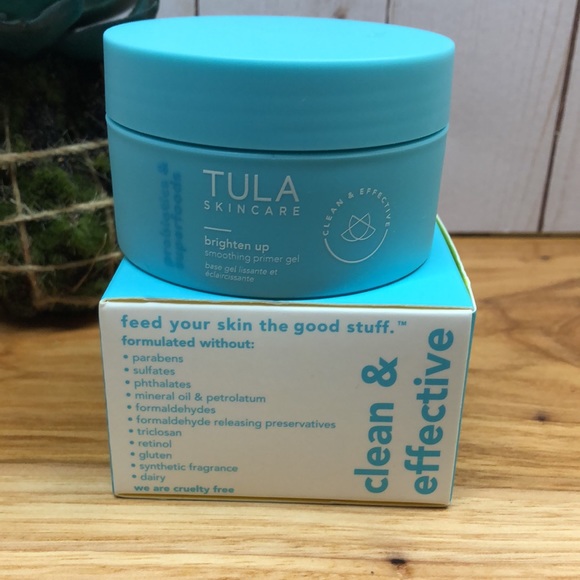 probiotics &
superfoods
TULA
SKINCARE
brighten up
smoothing primer gel
base gel lissante et
éclaircissante
CLEAN & EFFECTIVE
feed your skin the good stuff.™
formulated without:
• parabens
• sulfates
• phthalates
• mineral oil & petrolatum
• formaldehydes
• formaldehyde releasing preservatives
• triclosan
• retinol
• gluten
• synthetic fragrance
• dairy
we are cruelty free
clean &
effective